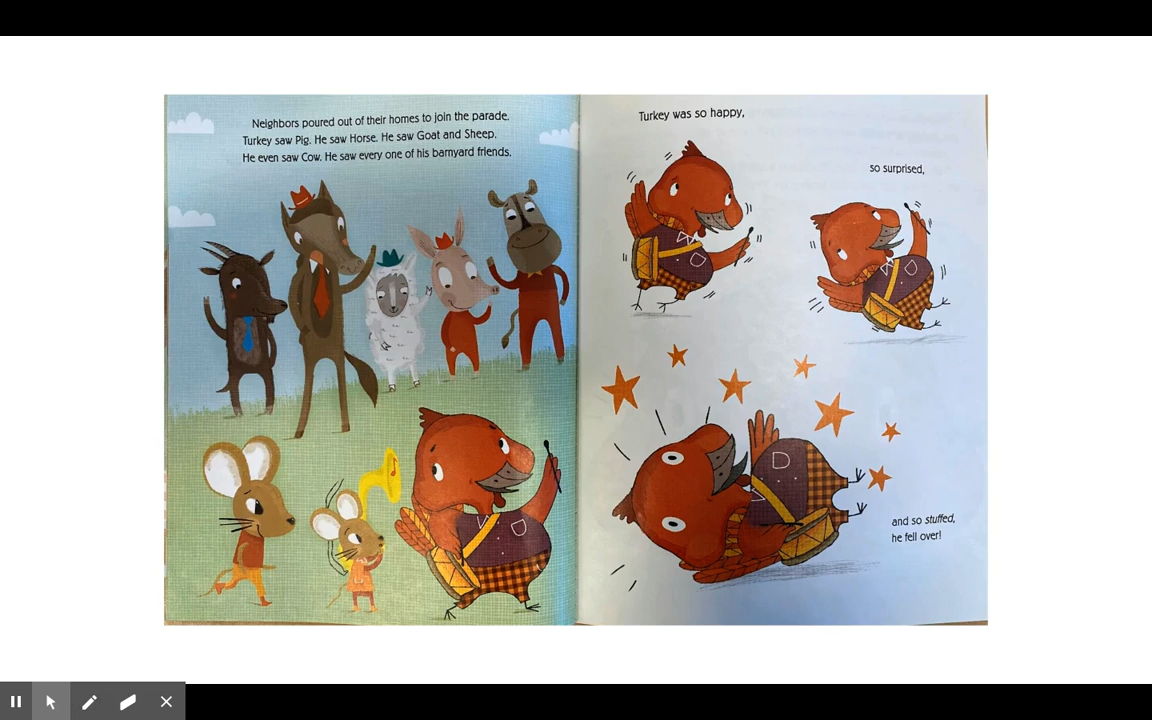 Neighbors poured out of their homes to join the parade.
Turkey saw Pig. He saw Horse. He saw Goat and Sheep.
He even saw Cow. He saw every one of his barnyard friends.
Turkey was so happy,
so surprised,
and so stuffed,
he fell over!